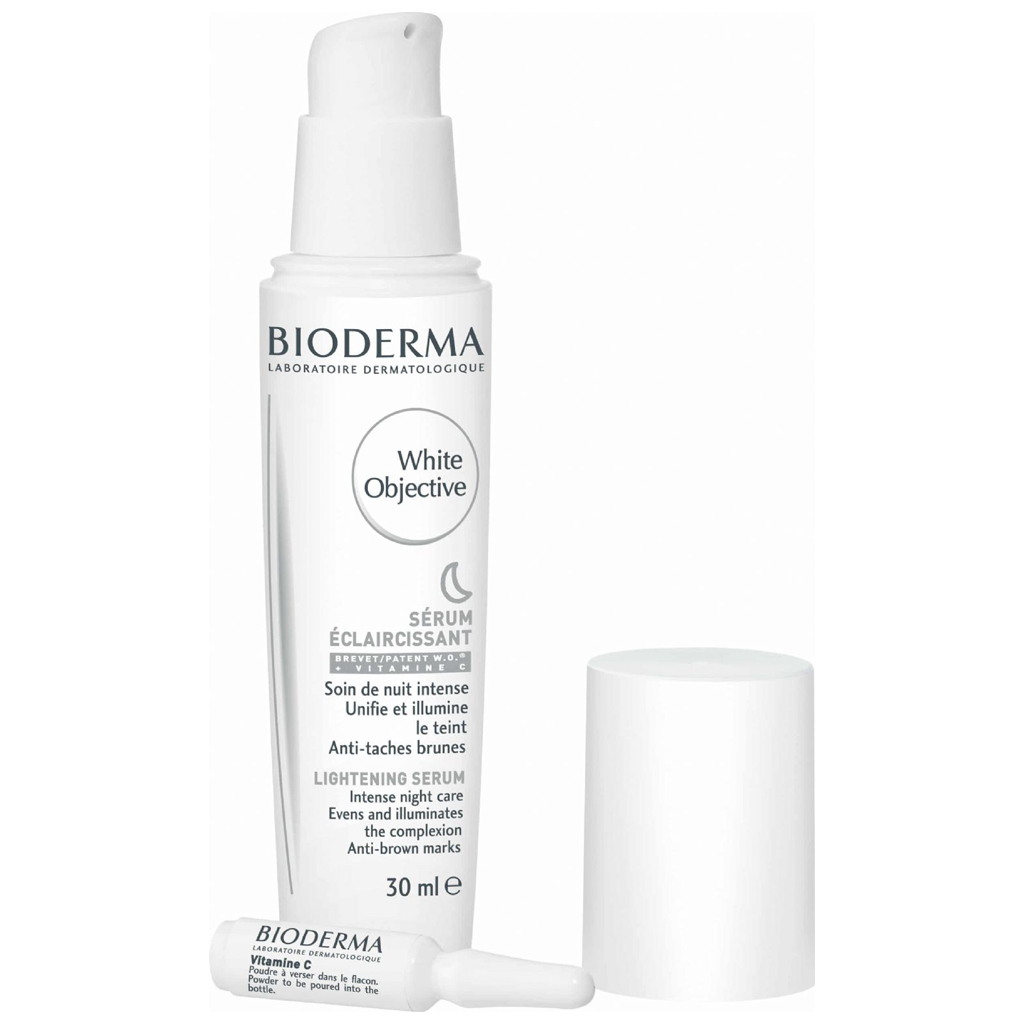 BIODERMA
LABORATOIRE DERMATOLOGIQUE
White
Objective
SÉRUM
ÉCLAIRCISSANT
BREVET/PATENT W.O.®
+ VITAMINE C
Soin de nuit intense
Unifie et illumine
le teint
Anti-taches brunes
LIGHTENING SERUM
Intense night care
Evens and illuminates
the complexion
Anti-brown marks
30 ml ℮
BIODERMA
LABORATOIRE DERMATOLOGIQUE
Vitamine C
Poudre à verser dans le flacon.
Powder to be poured into the
bottle.